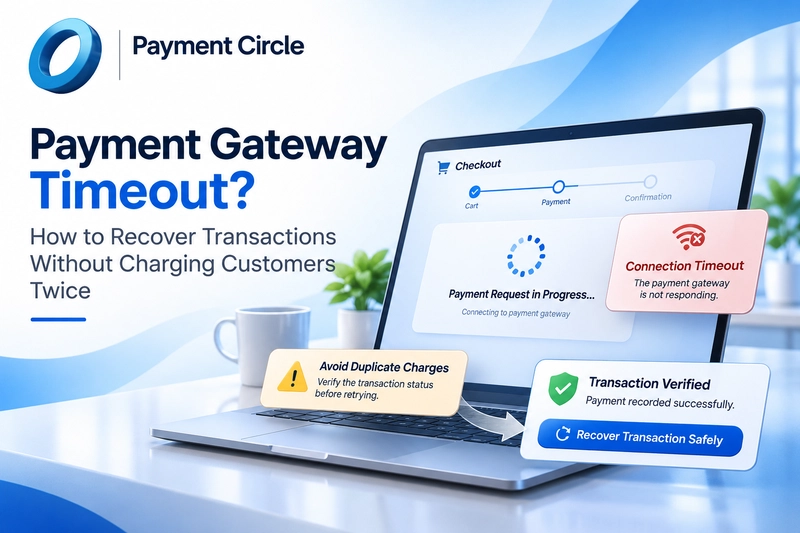 Payment Circle
Payment Gateway
Timeout?
How to Recover Transactions
Without Charging Customers
Twice
Checkout
Cart
Payment
Confirmation
Payment Request in Progress...
Connecting to payment gateway
Connection Timeout
The payment gateway
is not responding.
Avoid Duplicate Charges
Verify the transaction status
before retrying.
Transaction Verified
Payment recorded successfully.
Recover Transaction Safely